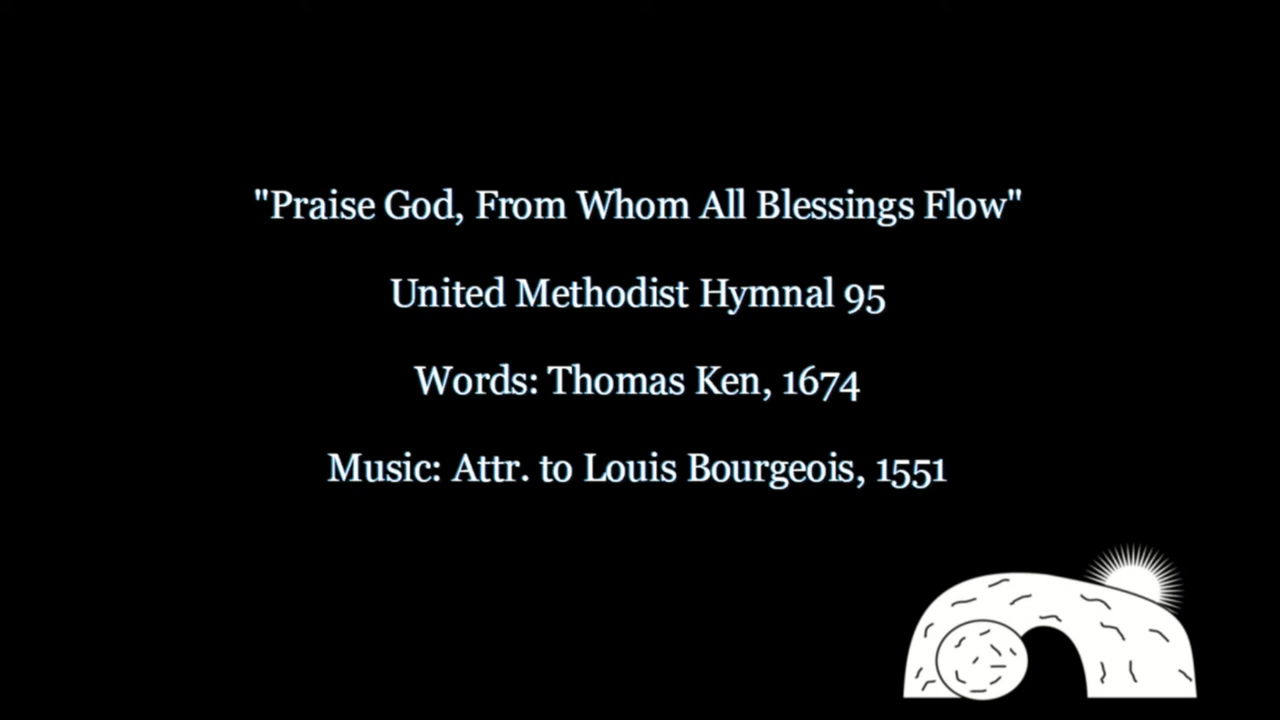 "Praise God, From Whom All Blessings Flow"
United Methodist Hymnal 95
Words: Thomas Ken, 1674
Music: Attr. to Louis Bourgeois, 1551